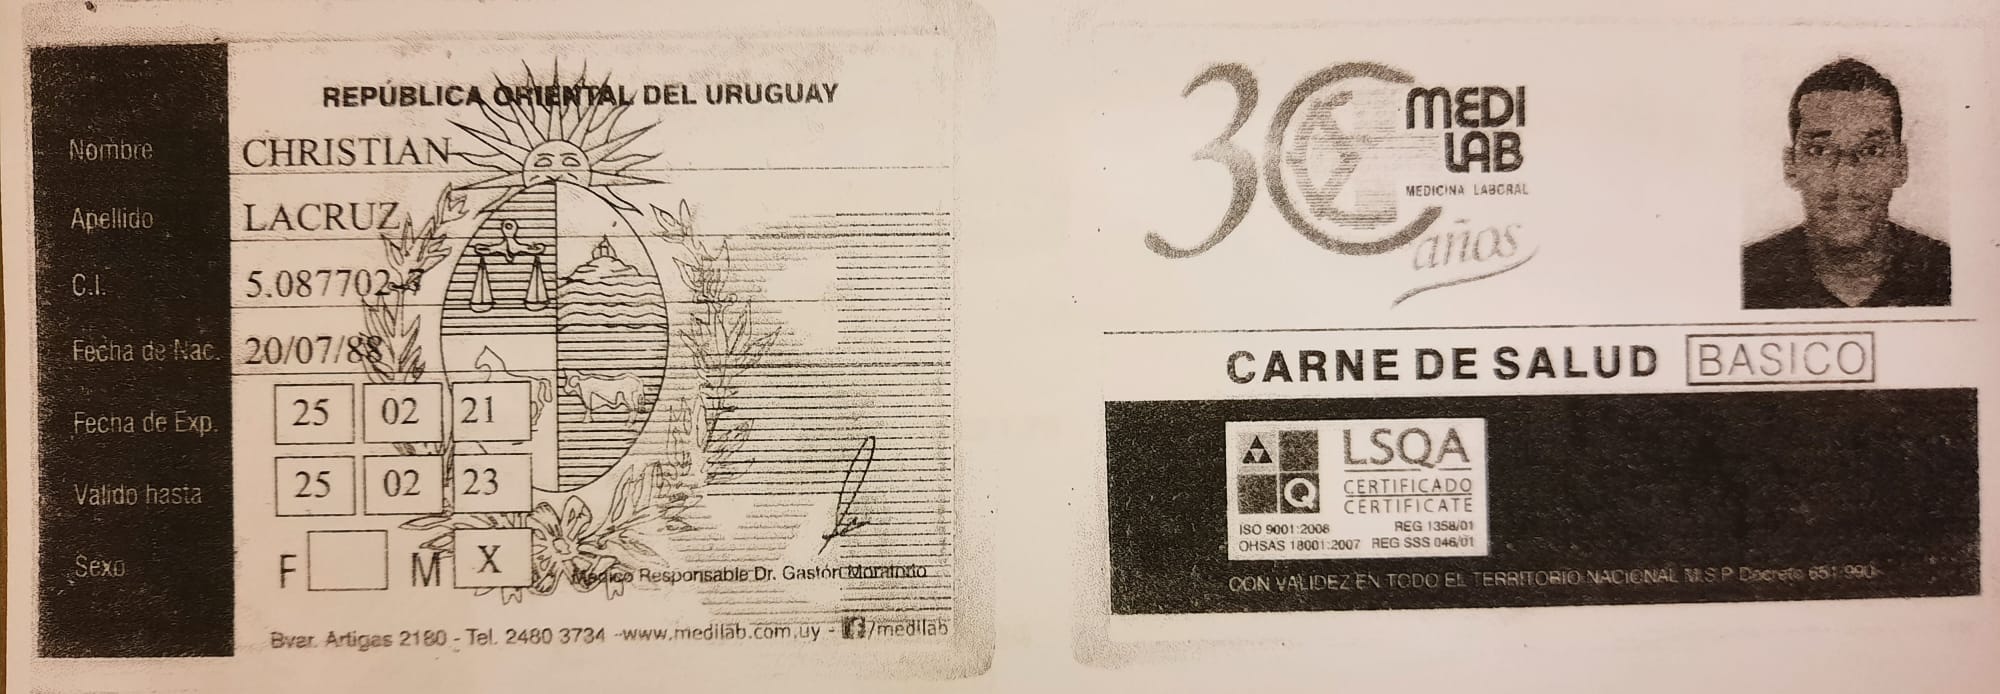 REPÚBLICA ORIENTAL DEL URUGUAY
Nombre CHRISTIAN
Apellido LACRUZ
C.I. 5.087702-7
Fecha de Nac. 20/07/88
Fecha de Exp. 25 02 21
Valido hasta 25 02 23
Sexo F M X
Médico Responsable Dr. Gastón Moratorio
Bvar. Artigas 2180 - Tel. 2480 3734 -www.medilab.com.uy - f/medilab
30 años
MEDI
LAB
MEDICINA LABORAL
CARNE DE SALUD BASICO
LSQA
Q
CERTIFICADO
CERTIFICATE
ISO 9001:2008 REG 1358/01
OHSAS 18001:2007 REG SSS 046/01
CON VALIDEZ EN TODO EL TERRITORIO NACIONAL M.S.P. Decreto 651/990